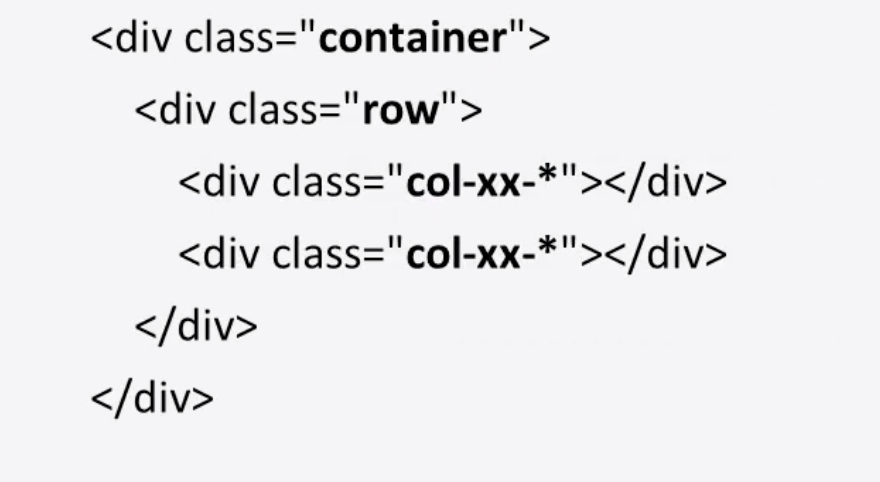 <div class="container">
<div class="row">
<div class="col-xx-*"></div>
<div class="col-xx-*"></div>
</div>
</div>